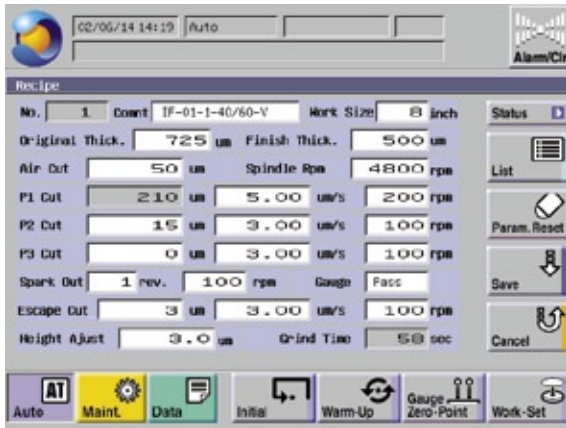 02/06/14 14:19 Auto
Alarm/Clr
Recipe
No. 1 Comnt IF-01-1-40/60-V Work Size 8 inch
Status
Original Thick. 725 um Finish Thick. 500 um
Air Cut 50 um Spindle Rpm 4800 rpm
List
P1 Cut 210 um 5.00 um/s 200 rpm
P2 Cut 15 um 3.00 um/s 100 rpm
Param.Reset
P3 Cut 0 um 3.00 um/s 100 rpm
Spark Out 1 rev. 100 rpm Gauge Pass
Save
Escape Cut 3 um 3.00 um/s 100 rpm
Height Ajust 3.0 um Grind Time 58 sec
Cancel
AT
Auto Maint. Data Initial Warm-Up Gauge Zero-Point Work-Set